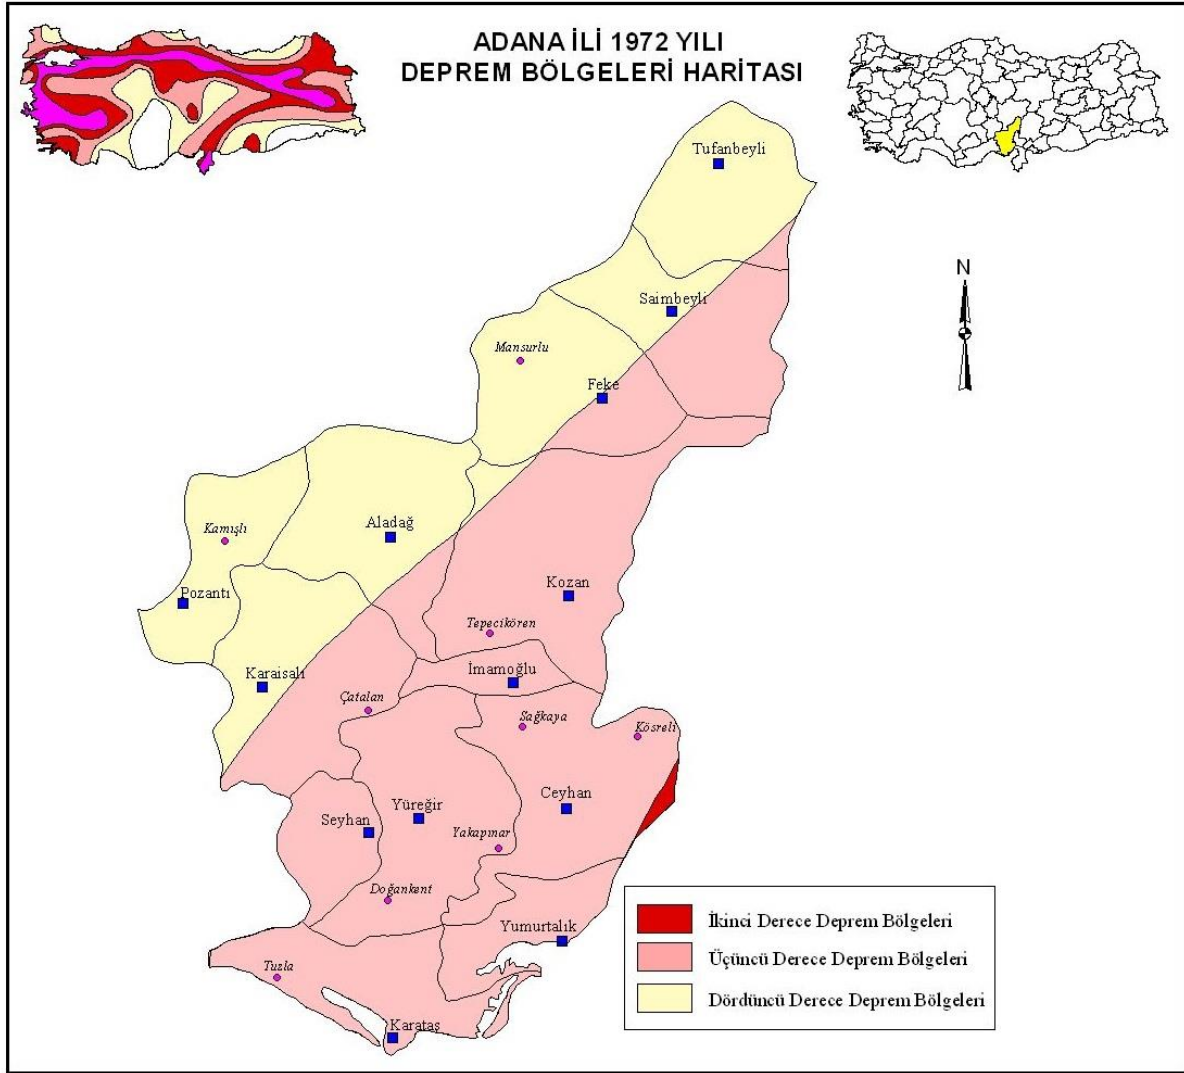 ADANA İLİ 1972 YILI
DEPREM BÖLGELERİ HARİTASI
Tufanbeyli
N
Saimbeyli
Mansurlu
Feke
Aladağ
Kamışlı
Pozantı
Kozan
Tepecikören
Karaisalı
İmamoğlu
Çatalan
Sağkaya
Kösreli
Ceyhan
Yüreğir
Seyhan
Yakapınar
Doğankent
Yumurtalık
Tuzla
Karataş
İkinci Derece Deprem Bölgeleri
Üçüncü Derece Deprem Bölgeleri
Dördüncü Derece Deprem Bölgeleri